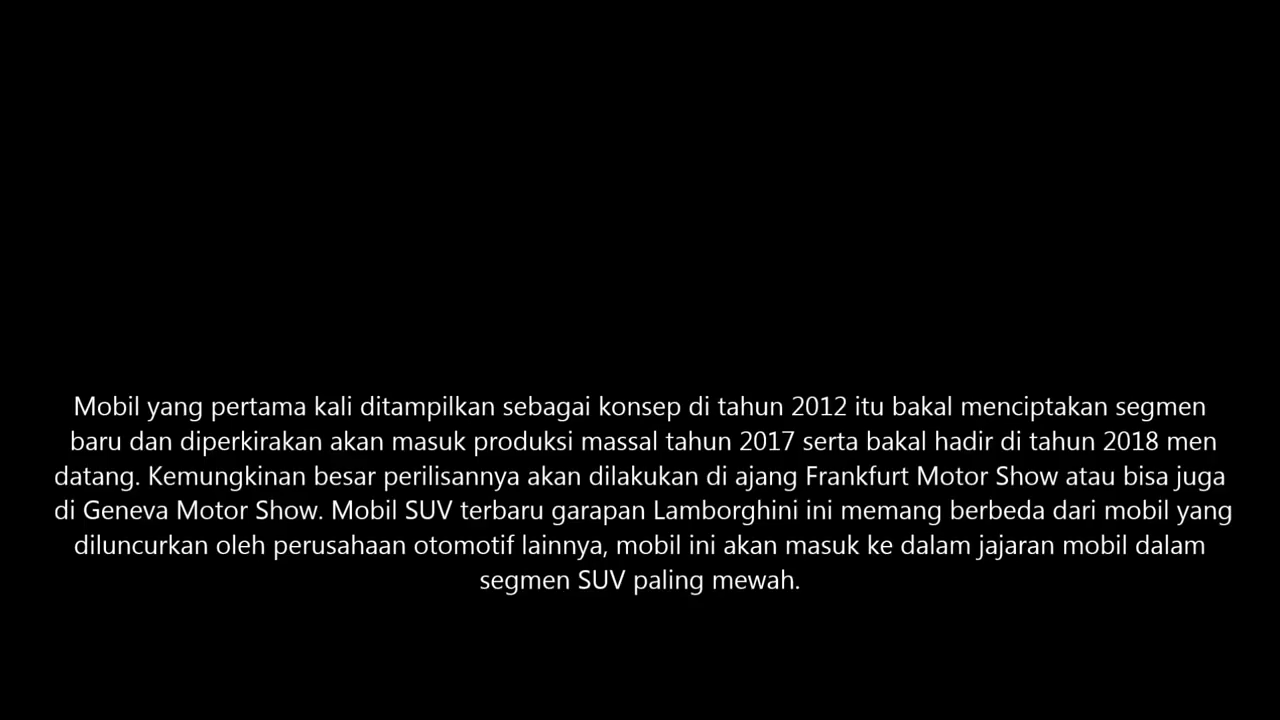 Mobil yang pertama kali ditampilkan sebagai konsep di tahun 2012 itu bakal menciptakan segmen
baru dan diperkirakan akan masuk produksi massal tahun 2017 serta bakal hadir di tahun 2018 men
datang. Kemungkinan besar perilisannya akan dilakukan di ajang Frankfurt Motor Show atau bisa juga
di Geneva Motor Show. Mobil SUV terbaru garapan Lamborghini ini memang berbeda dari mobil yang
diluncurkan oleh perusahaan otomotif lainnya, mobil ini akan masuk ke dalam jajaran mobil dalam
segmen SUV paling mewah.